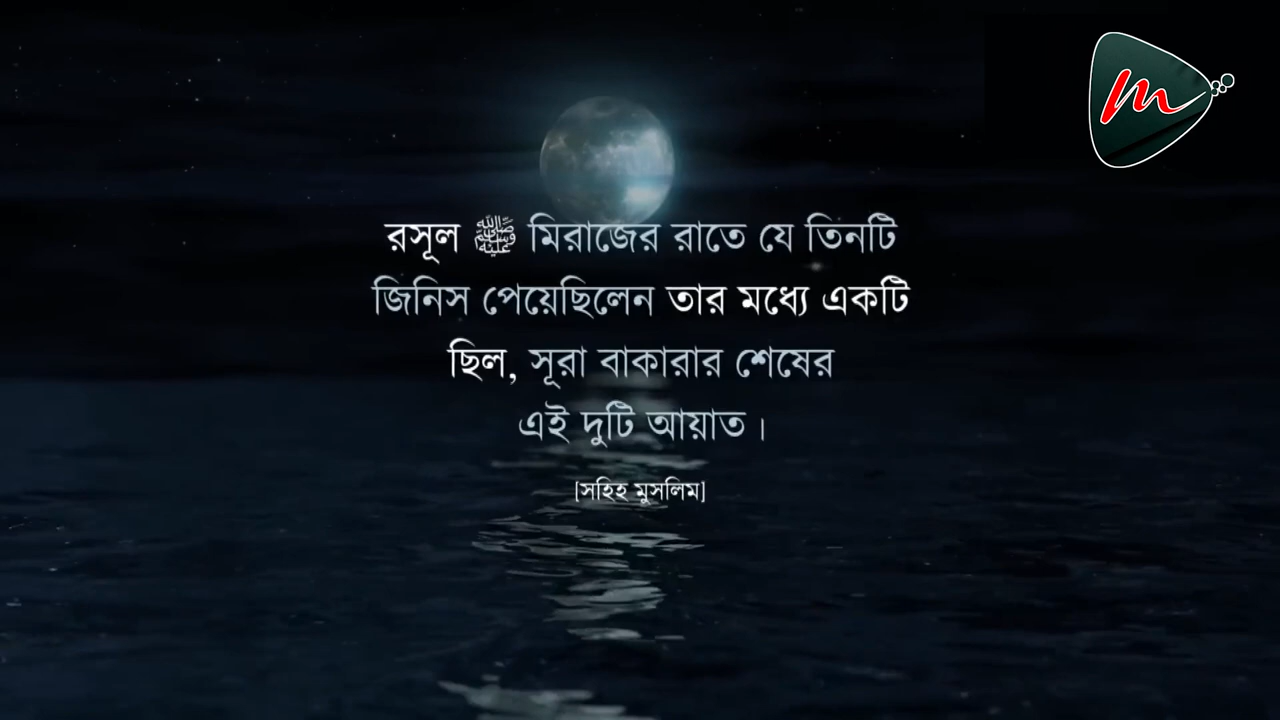 রসূল ﷺ মিরাজের রাতে যে তিনটি
জিনিস পেয়েছিলেন তার মধ্যে একটি
ছিল, সূরা বাকারার শেষের
এই দুটি আয়াত।
[সহিহ মুসলিম]
m